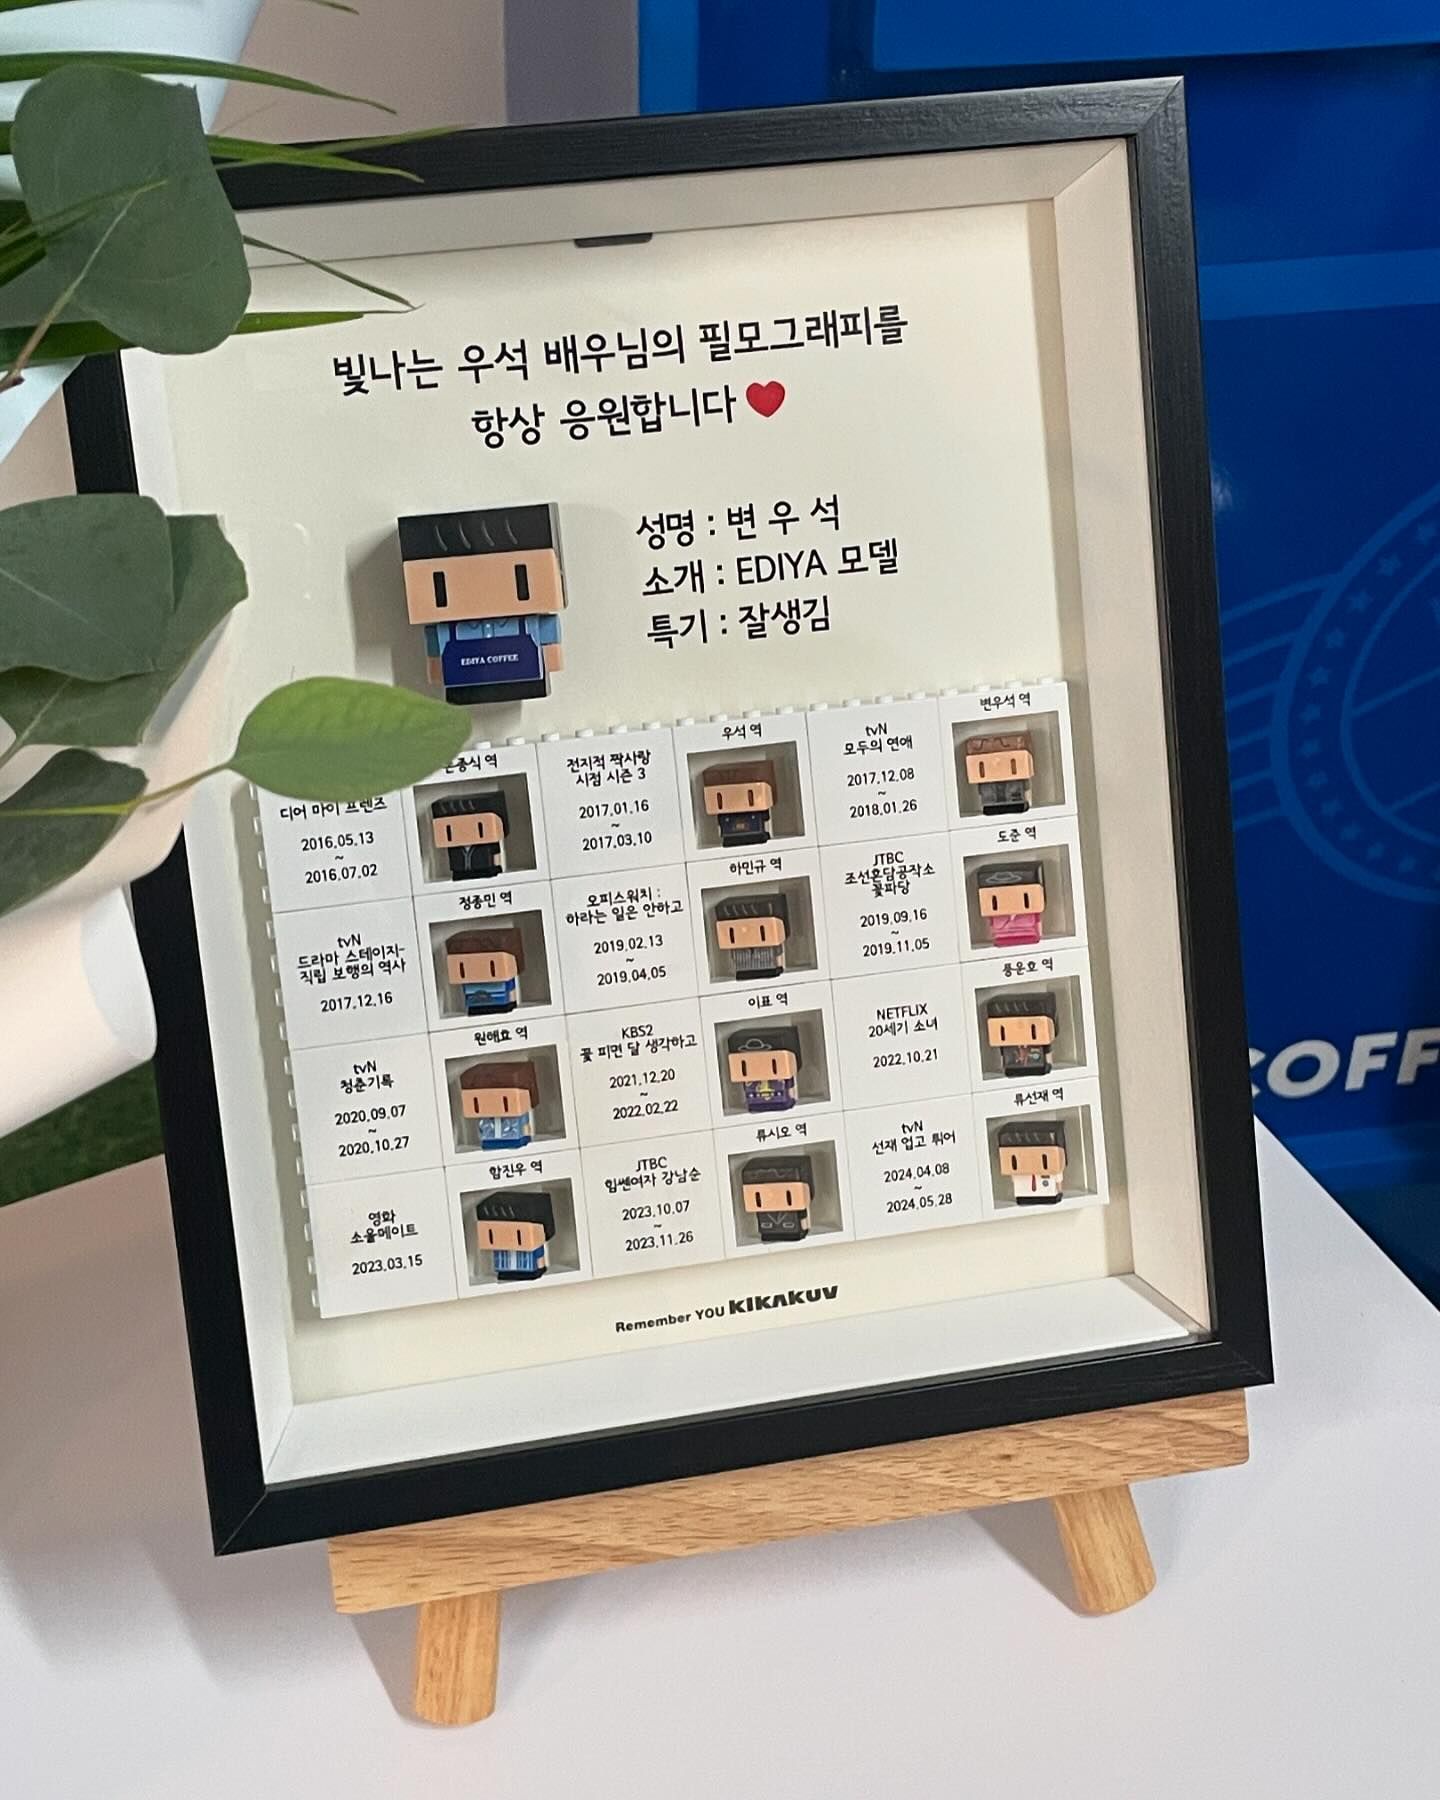 빛나는 우석 배우님의 필모그래피를
항상 응원합니다
성명 : 변 우 석
소개 : EDIYA 모델
특기 : 잘생김
EDIYA COFFEE
디어 마이 프렌즈
2016.05.13
~
2016.07.02
손종식 역
전지적 짝사랑
시점 시즌 3
2017.01.16
~
2017.03.10
우석 역
tvN
모두의 연애
2017.12.08
~
2018.01.26
변우석 역
tvN
드라마 스테이지-
직립 보행의 역사
2017.12.16
정종민 역
오피스워치 :
하라는 일은 안하고
2019.02.13
~
2019.04.05
하민규 역
JTBC
조선혼담공작소
꽃파당
2019.09.16
~
2019.11.05
도준 역
tvN
청춘기록
2020.09.07
~
2020.10.27
원해효 역
KBS2
꽃 피면 달 생각하고
2021.12.20
~
2022.02.22
이표 역
NETFLIX
20세기 소녀
2022.10.21
풍운호 역
영화
소울메이트
2023.03.15
함진우 역
JTBC
힘쎈여자 강남순
2023.10.07
~
2023.11.26
류시오 역
tvN
선재 업고 튀어
2024.04.08
~
2024.05.28
류선재 역
Remember YOU KIKAKUV